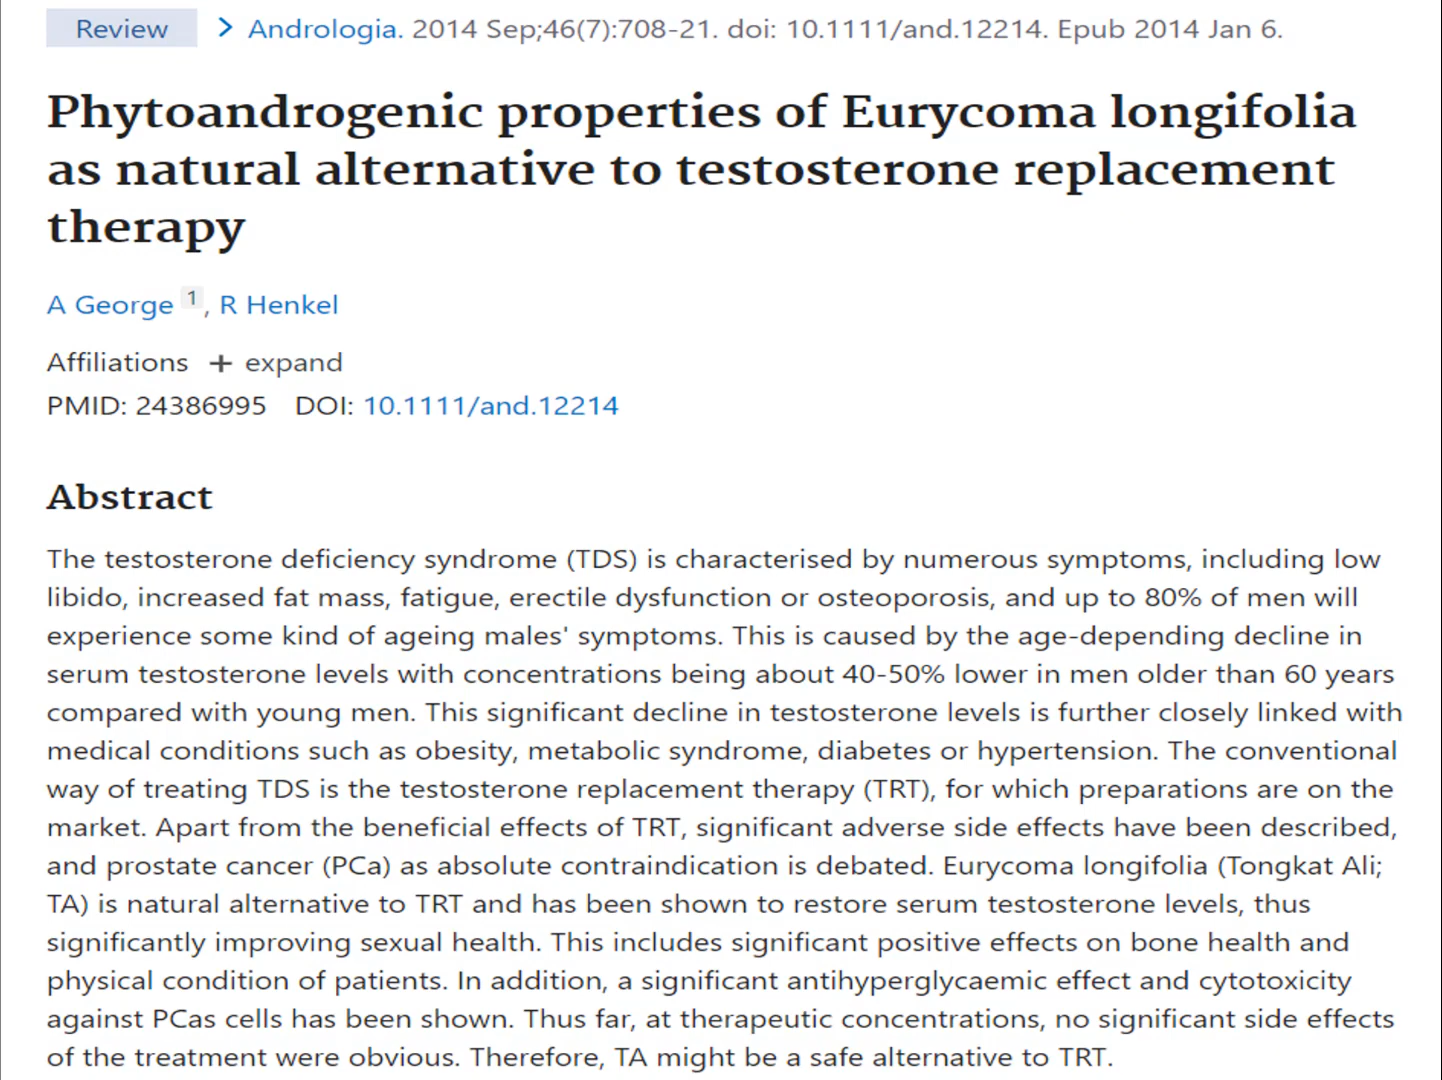 Review > Andrologia. 2014 Sep;46(7):708-21. doi: 10.1111/and.12214. Epub 2014 Jan 6.
Phytoandrogenic properties of Eurycoma longifolia
as natural alternative to testosterone replacement
therapy
A George 1, R Henkel
Affiliations + expand
PMID: 24386995 DOI: 10.1111/and.12214
Abstract
The testosterone deficiency syndrome (TDS) is characterised by numerous symptoms, including low
libido, increased fat mass, fatigue, erectile dysfunction or osteoporosis, and up to 80% of men will
experience some kind of ageing males' symptoms. This is caused by the age-depending decline in
serum testosterone levels with concentrations being about 40-50% lower in men older than 60 years
compared with young men. This significant decline in testosterone levels is further closely linked with
medical conditions such as obesity, metabolic syndrome, diabetes or hypertension. The conventional
way of treating TDS is the testosterone replacement therapy (TRT), for which preparations are on the
market. Apart from the beneficial effects of TRT, significant adverse side effects have been described,
and prostate cancer (PCa) as absolute contraindication is debated. Eurycoma longifolia (Tongkat Ali;
TA) is natural alternative to TRT and has been shown to restore serum testosterone levels, thus
significantly improving sexual health. This includes significant positive effects on bone health and
physical condition of patients. In addition, a significant antihyperglycaemic effect and cytotoxicity
against PCas cells has been shown. Thus far, at therapeutic concentrations, no significant side effects
of the treatment were obvious. Therefore, TA might be a safe alternative to TRT.